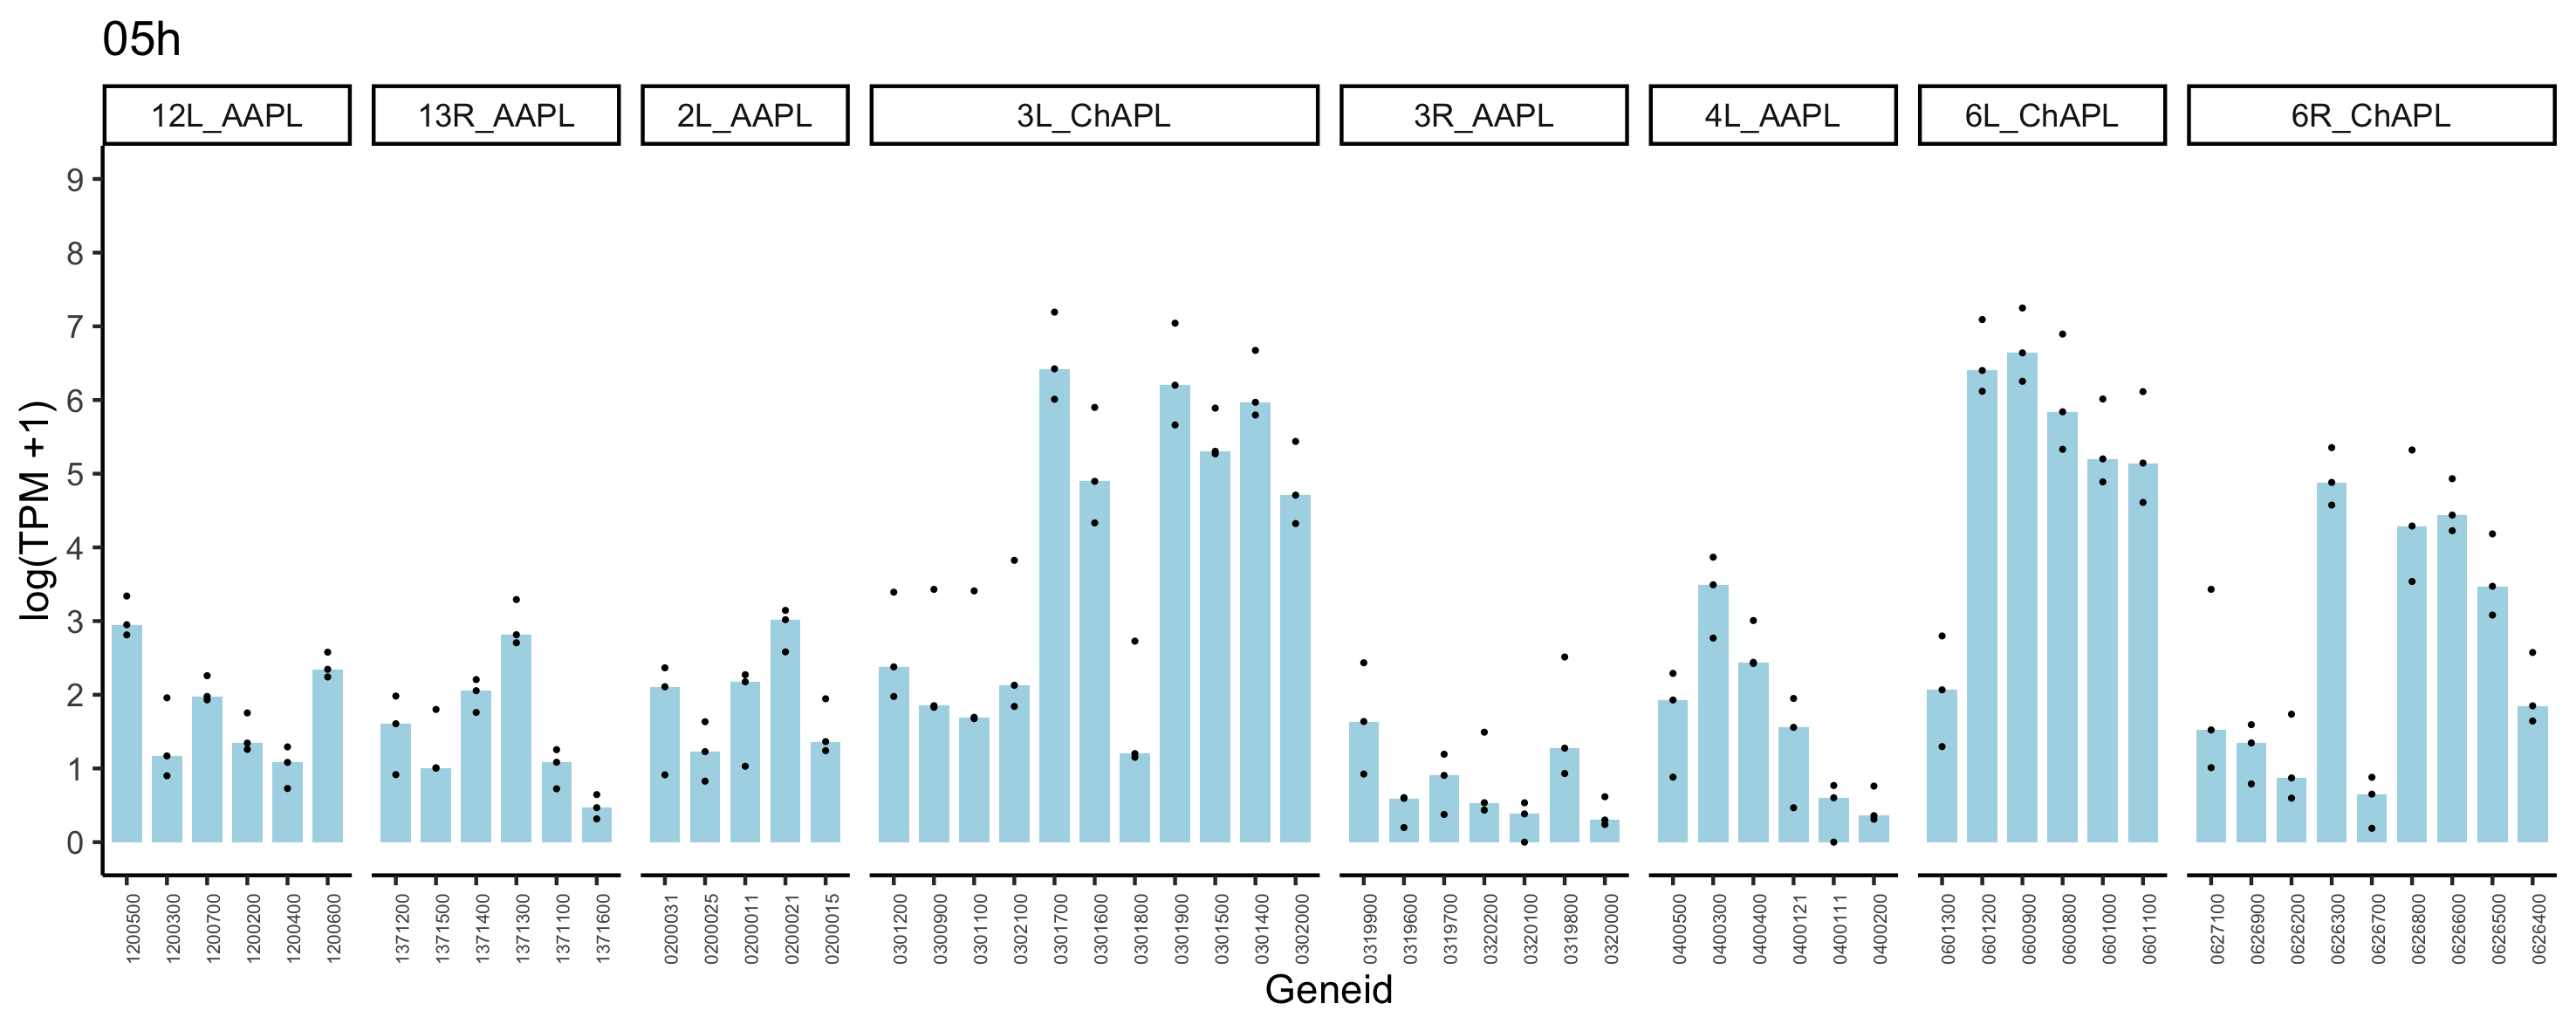 05h
12L_AAPL 13R_AAPL 2L_AAPL 3L_ChAPL 3R_AAPL 4L_AAPL 6L_ChAPL 6R_ChAPL
log(TPM +1)
9
8
7
6
5
4
3
2
1
0
1200500 1200300 1200700 1200200 1200400 1200600 1371200 1371500 1371400 1371300 1371100 1371600 0200031 0200025 0200011 0200021 0200015 0301200 0300900 0301100 0302100 0301700 0301600 0301800 0301900 0301500 0301400 0302000 0319900 0319600 0319700 0320200 0320100 0319800 0320000 0400500 0400300 0400400 0400121 0400111 0400200 0601300 0601200 0600900 0600800 0601000 0601100 0627100 0626900 0626200 0626300 0626700 0626800 0626600 0626500 0626400
Geneid